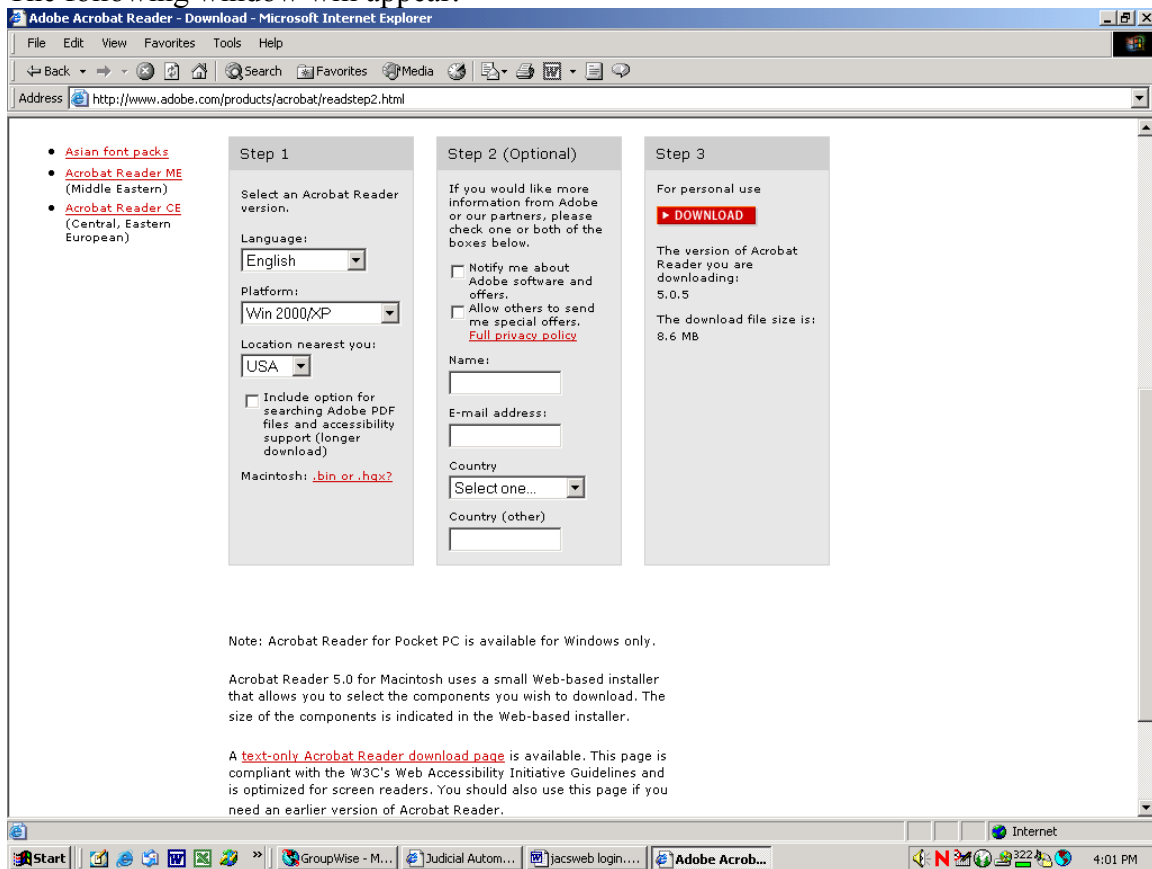 The following window will appear:
Adobe Acrobat Reader - Download - Microsoft Internet Explorer
File Edit View Favorites Tools Help
Back Search Favorites Media
Address http://www.adobe.com/products/acrobat/readstep2.html
Asian font packs
Acrobat Reader ME
(Middle Eastern)
Acrobat Reader CE
(Central, Eastern
European)
Step 1
Select an Acrobat Reader
version.
Language:
English
Platform:
Win 2000/XP
Location nearest you:
USA
Include option for
searching Adobe PDF
files and accessibility
support (longer
download)
Macintosh: .bin or .hqx?
Step 2 (Optional)
If you would like more
information from Adobe
or our partners, please
check one or both of the
boxes below.
Notify me about
Adobe software and
offers.
Allow others to send
me special offers.
Full privacy policy
Name:
E-mail address:
Country
Select one...
Country (other)
Step 3
For personal use
DOWNLOAD
The version of Acrobat
Reader you are
downloading:
5.0.5
The download file size is:
8.6 MB
Note: Acrobat Reader for Pocket PC is available for Windows only.
Acrobat Reader 5.0 for Macintosh uses a small Web-based installer
that allows you to select the components you wish to download. The
size of the components is indicated in the Web-based installer.
A text-only Acrobat Reader download page is available. This page is
compliant with the W3C's Web Accessibility Initiative Guidelines and
is optimized for screen readers. You should also use this page if you
need an earlier version of Acrobat Reader.
Internet
Start » GroupWise - M... Judicial Autom... jacsweb login.... Adobe Acrob... N 322 4:01 PM